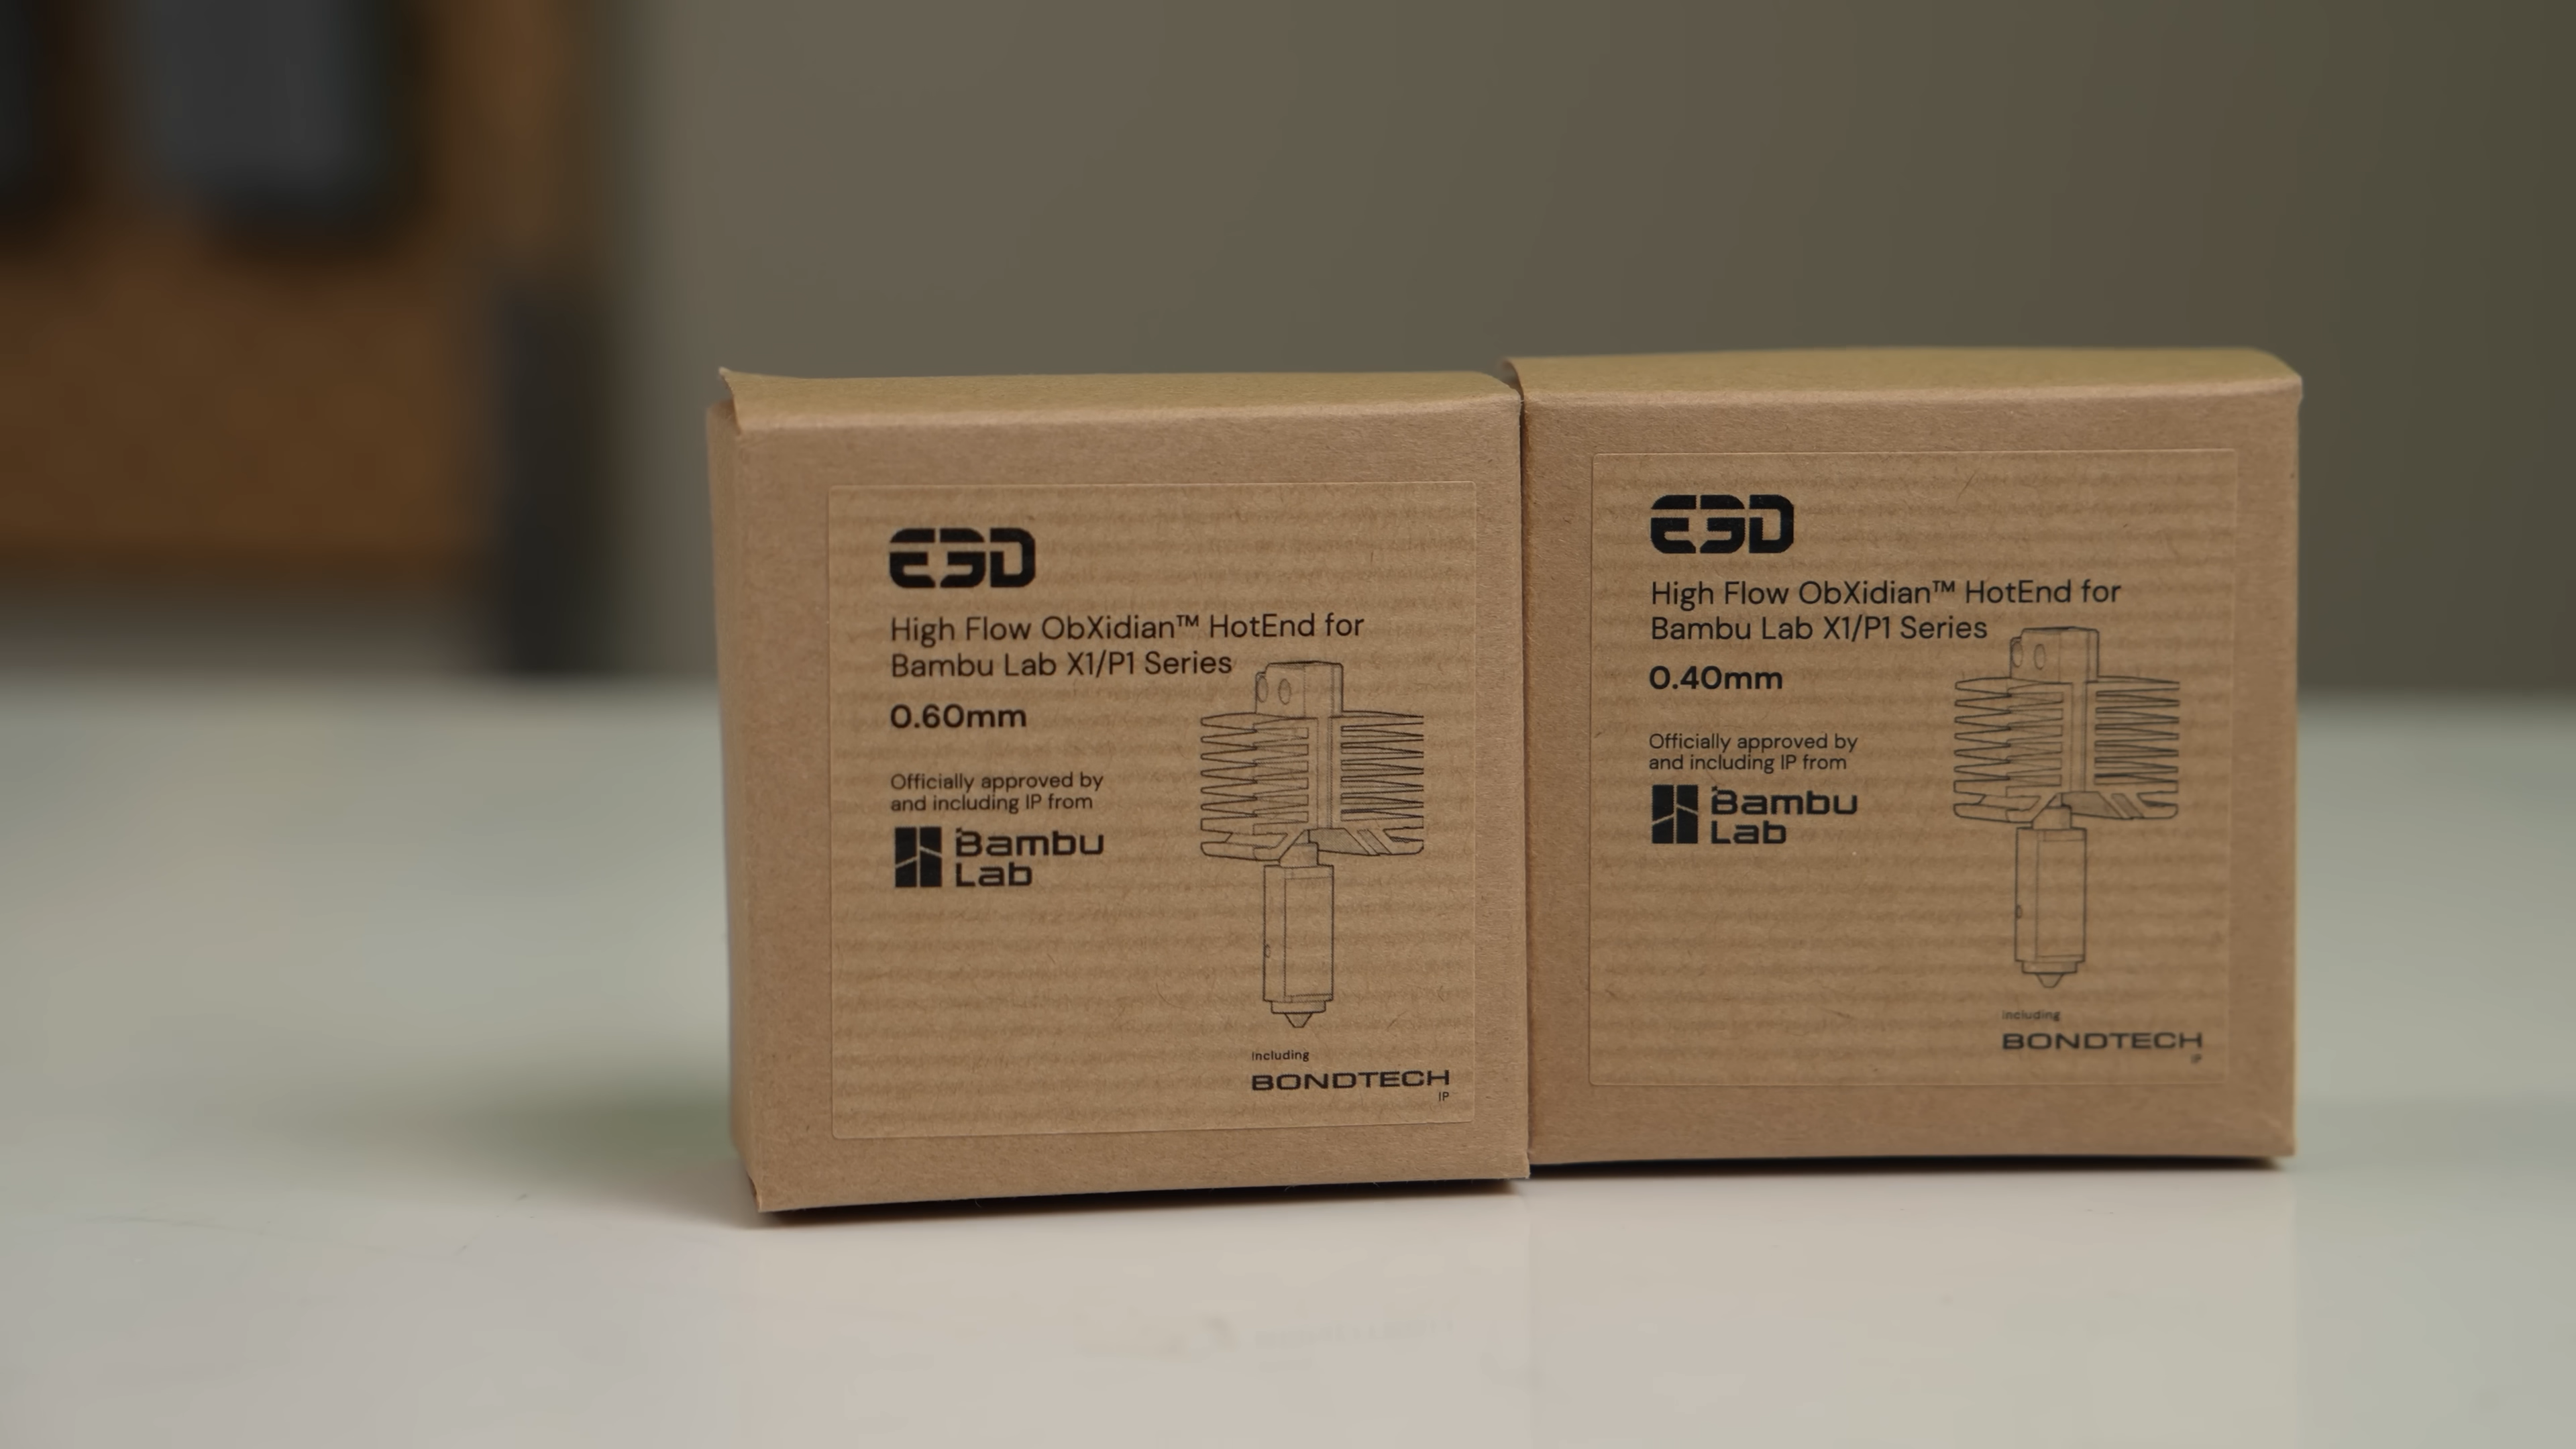 E3D
High Flow ObXidian™ HotEnd for
Bambu Lab X1/P1 Series
0.60mm
Officially approved by
and including IP from
Bambu
Lab
Including
BONDTECH
IP
E3D
High Flow ObXidian™ HotEnd for
Bambu Lab X1/P1 Series
0.40mm
Officially approved by
and including IP from
Bambu
Lab
Including
BONDTECH
IP